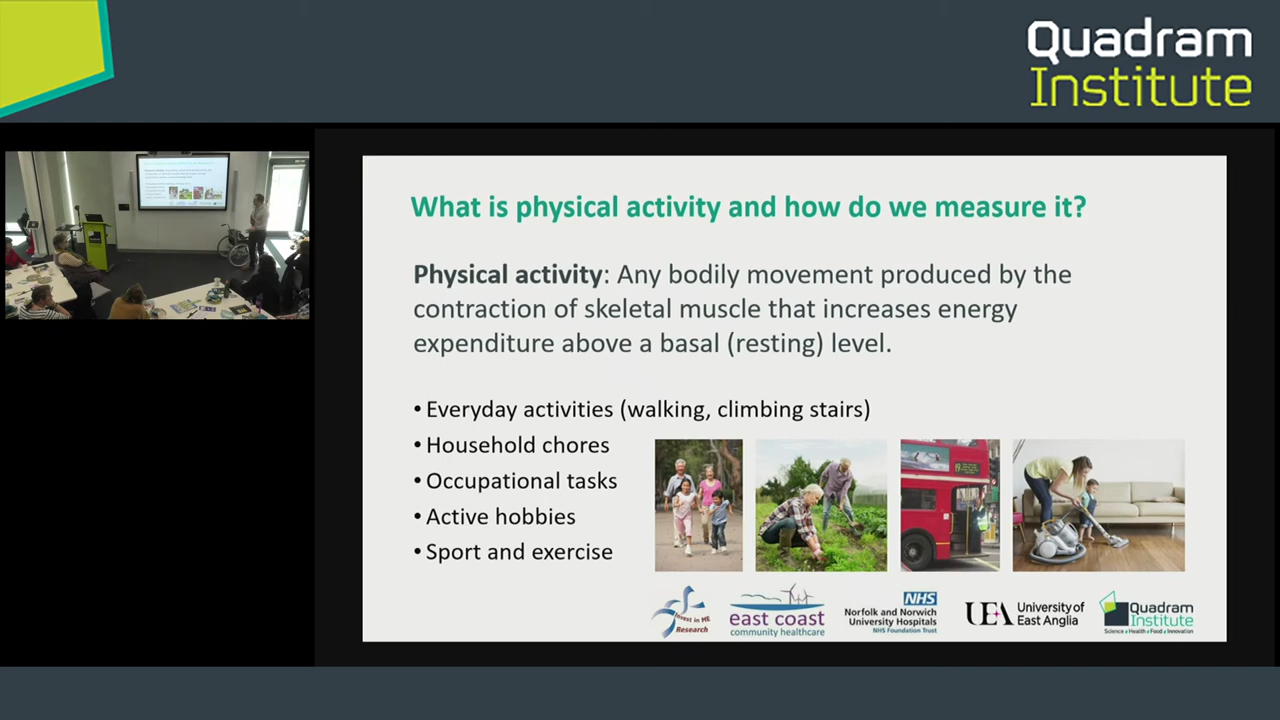 Quadram
Institute
What is physical activity and how do we measure it?
Physical activity: Any bodily movement produced by the
contraction of skeletal muscle that increases energy
expenditure above a basal (resting) level.
• Everyday activities (walking, climbing stairs)
• Household chores
• Occupational tasks
• Active hobbies
• Sport and exercise
Invest in ME
Research
east coast
community healthcare
NHS
Norfolk and Norwich
University Hospitals
NHS Foundation Trust
UEA University of
East Anglia
Quadram
Institute
Science • Health • Food • Innovation